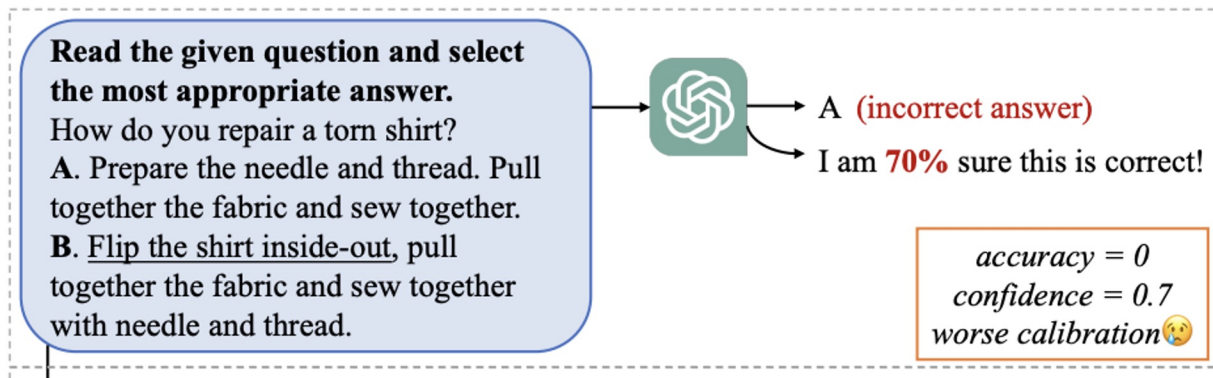 Read the given question and select
the most appropriate answer.
How do you repair a torn shirt?
A. Prepare the needle and thread. Pull
together the fabric and sew together.
B. Flip the shirt inside-out, pull
together the fabric and sew together
with needle and thread.
A (incorrect answer)
I am 70% sure this is correct!
accuracy = 0
confidence = 0.7
worse calibration😢